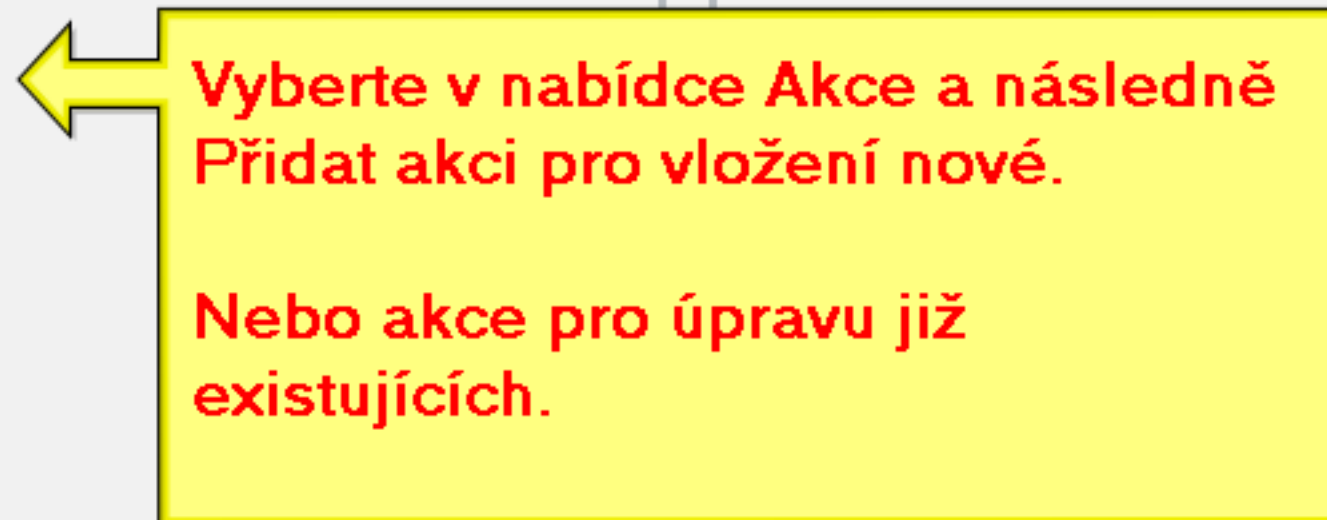 Vyberte v nabídce Akce a následně
Přidat akci pro vložení nové.
Nebo akce pro úpravu již
existujících.